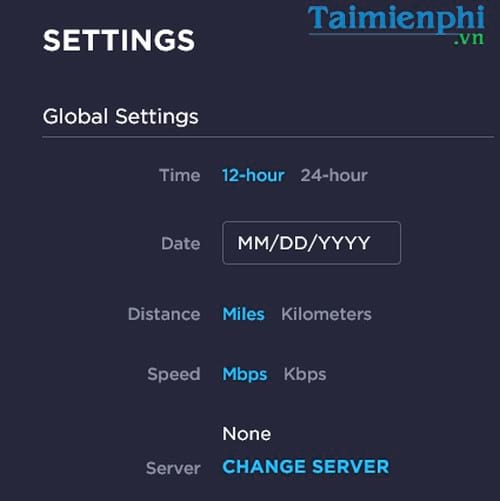 Taimienphi
.vn
SETTINGS
Global Settings
Time 12-hour 24-hour
Date MM/DD/YYYY
Distance Miles Kilometers
Speed Mbps Kbps
None
Server CHANGE SERVER